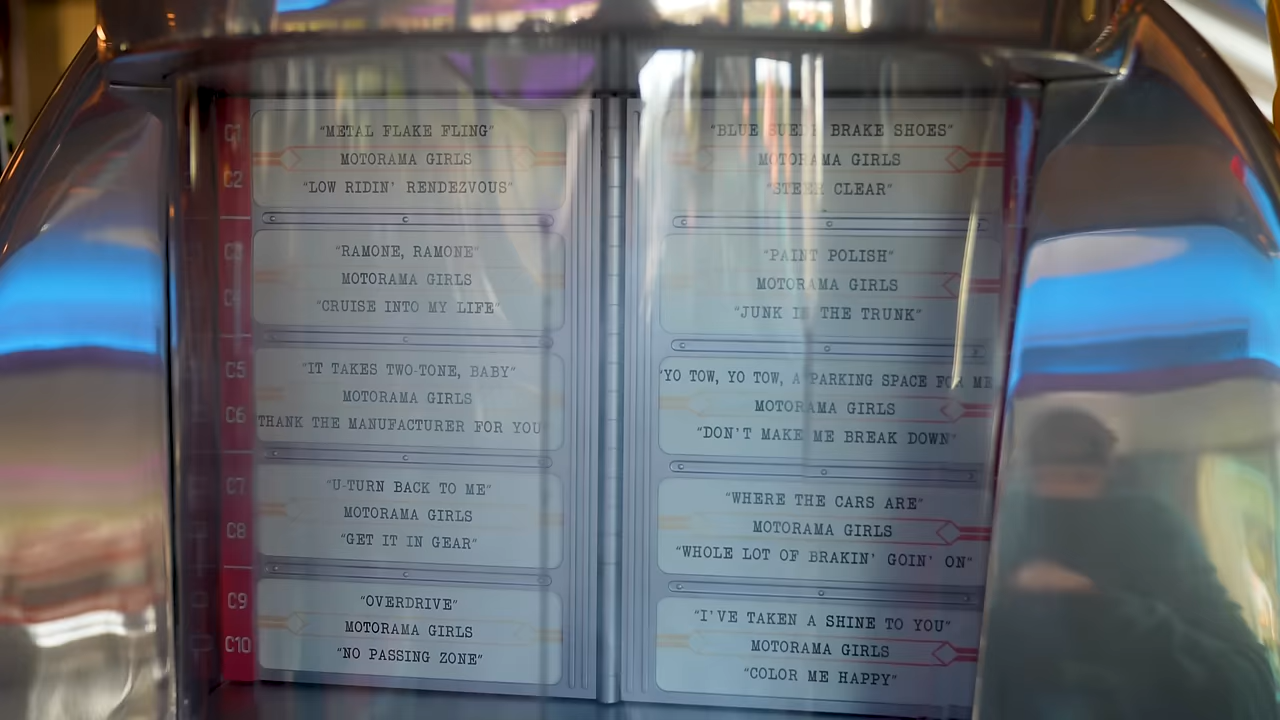 C1
"METAL FLAKE FLING"
MOTORAMA GIRLS
C2
"LOW RIDIN' RENDEZVOUS"
C3
"RAMONE, RAMONE"
MOTORAMA GIRLS
C4
"CRUISE INTO MY LIFE"
C5
"IT TAKES TWO-TONE, BABY"
MOTORAMA GIRLS
C6
THANK THE MANUFACTURER FOR YOU"
C7
"U-TURN BACK TO ME"
MOTORAMA GIRLS
C8
"GET IT IN GEAR"
C9
"OVERDRIVE"
MOTORAMA GIRLS
C10
"NO PASSING ZONE"
"BLUE SUEDE BRAKE SHOES"
MOTORAMA GIRLS
"STEER CLEAR"
"PAINT POLISH"
MOTORAMA GIRLS
"JUNK IN THE TRUNK"
"YO TOW, YO TOW, A PARKING SPACE FOR ME
MOTORAMA GIRLS
"DON'T MAKE ME BREAK DOWN"
"WHERE THE CARS ARE"
MOTORAMA GIRLS
"WHOLE LOT OF BRAKIN' GOIN' ON"
"I'VE TAKEN A SHINE TO YOU"
MOTORAMA GIRLS
"COLOR ME HAPPY"